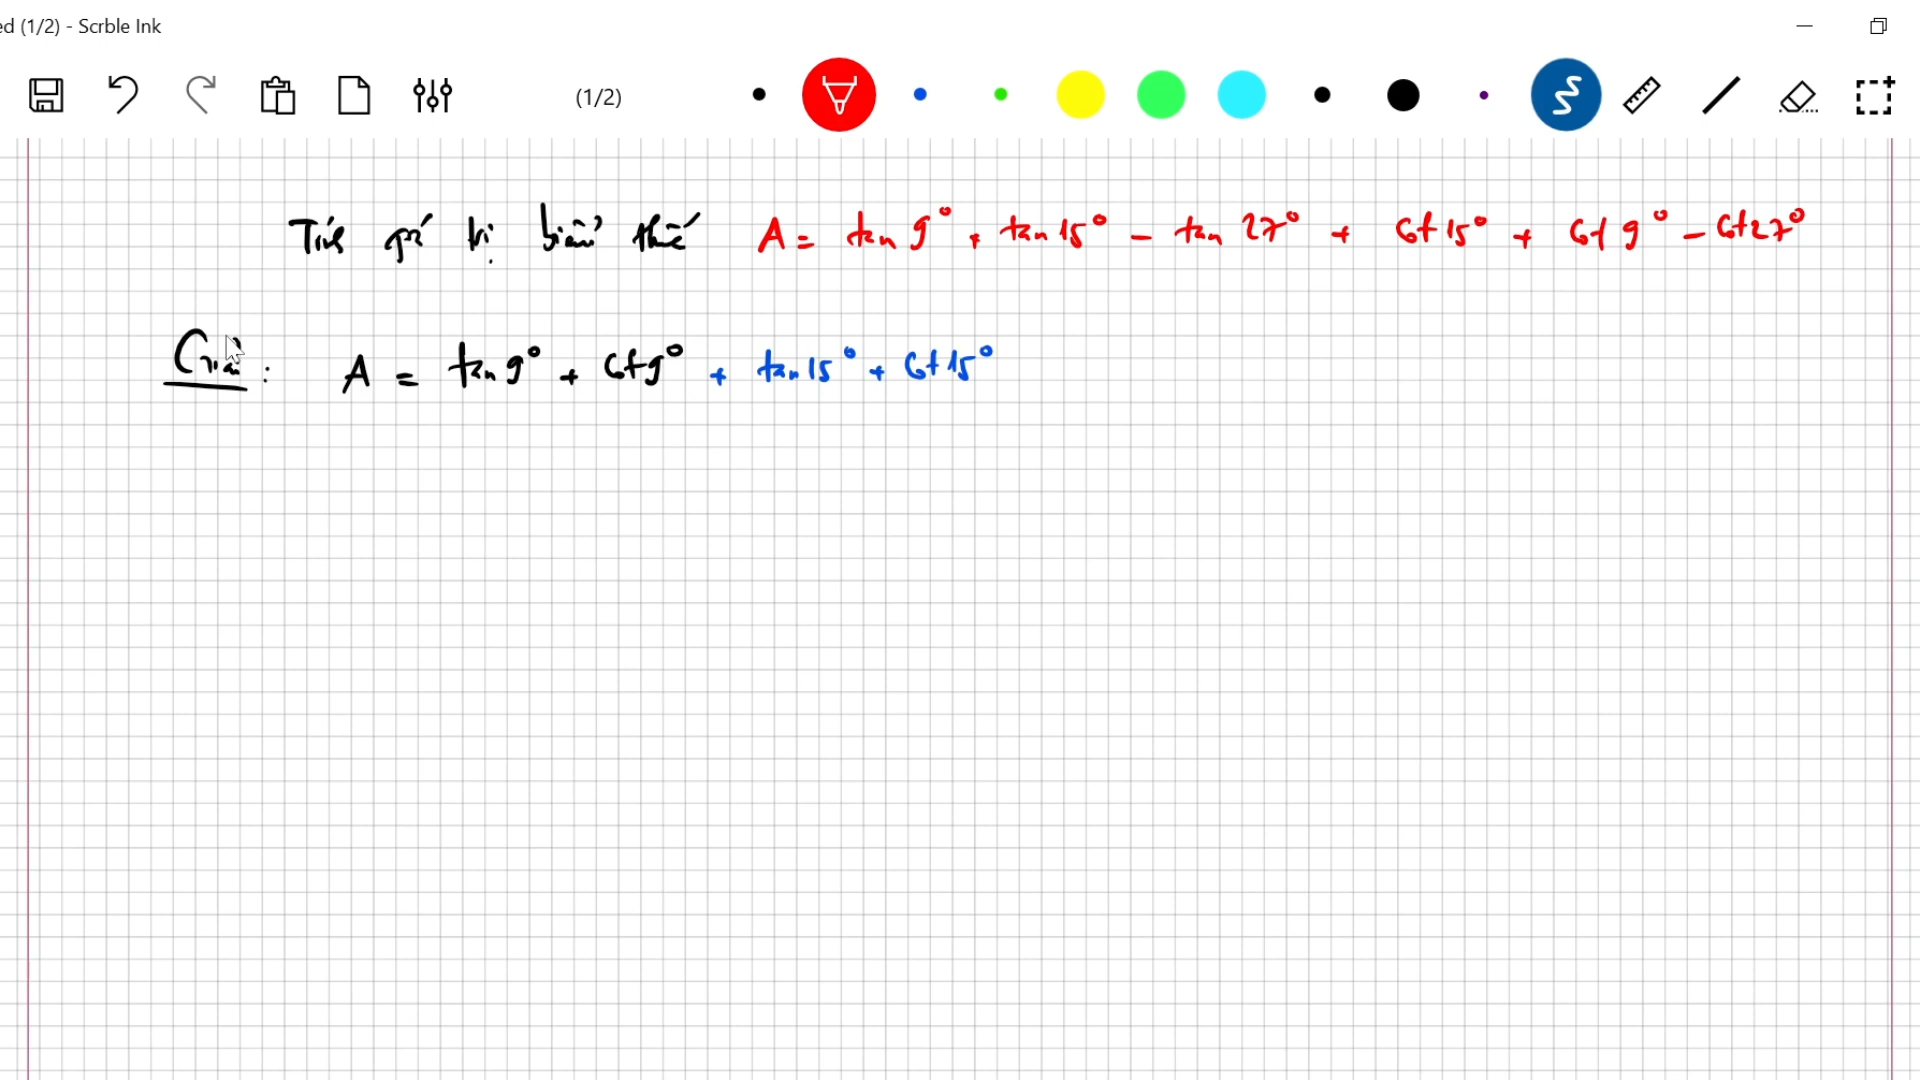 ed (1/2) - Scrble Ink
(1/2)
Tính giá trị biểu thức A = tan 9° + tan 15° - tan 27° + cot 15° + cot 9° - cot 27°
Giải : A = tan 9° + cot 9° + tan 15° + cot 15°